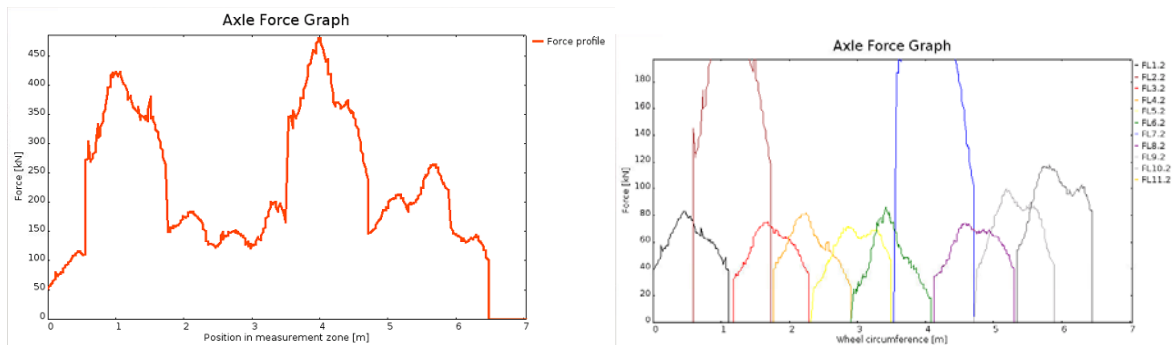 Axle Force Graph
Force profile
Force [kN]
450
400
350
300
250
200
150
100
50
0
0 1 2 3 4 5 6 7
Position in measurement zone [m]
Axle Force Graph
FL1.2
FL2.2
FL3.2
FL4.2
FL5.2
FL6.2
FL7.2
FL8.2
FL9.2
FL10.2
FL11.2
Force [kN]
180
160
140
120
100
80
60
40
20
0
0 1 2 3 4 5 6 7
Wheel circumference [m]